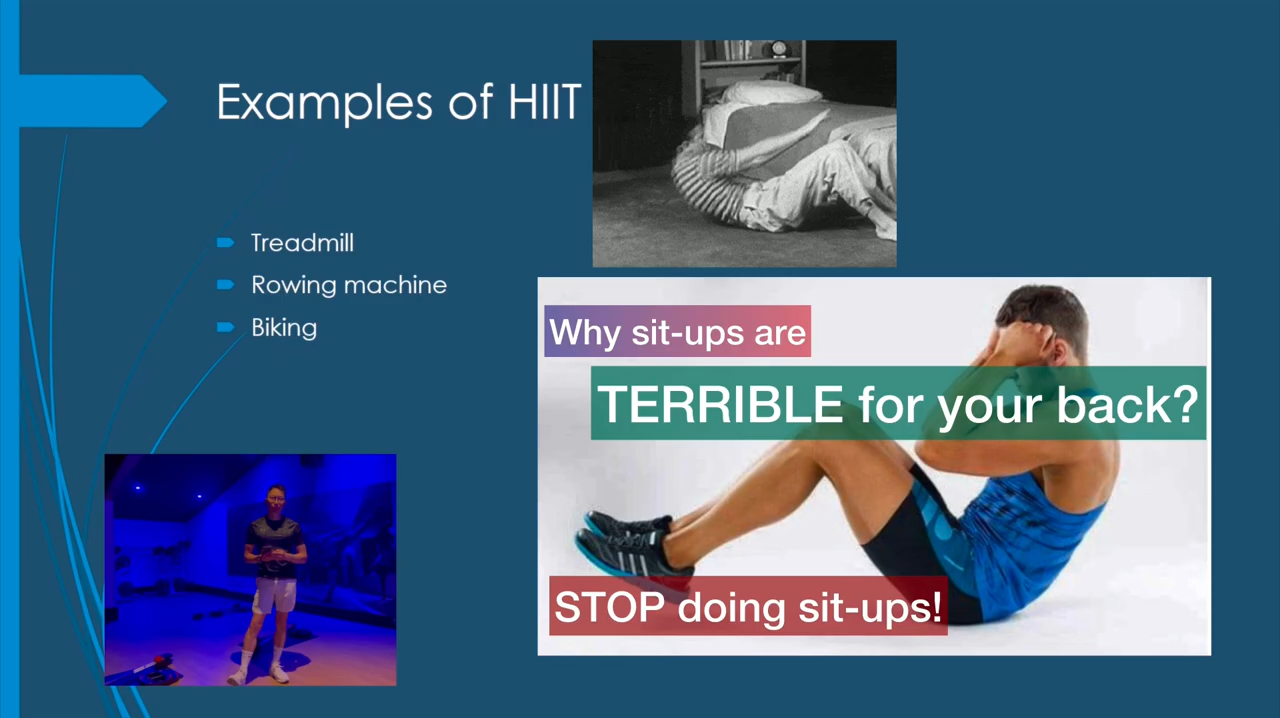 Examples of HIIT
Treadmill
Rowing machine
Biking
Why sit-ups are
TERRIBLE for your back?
STOP doing sit-ups!